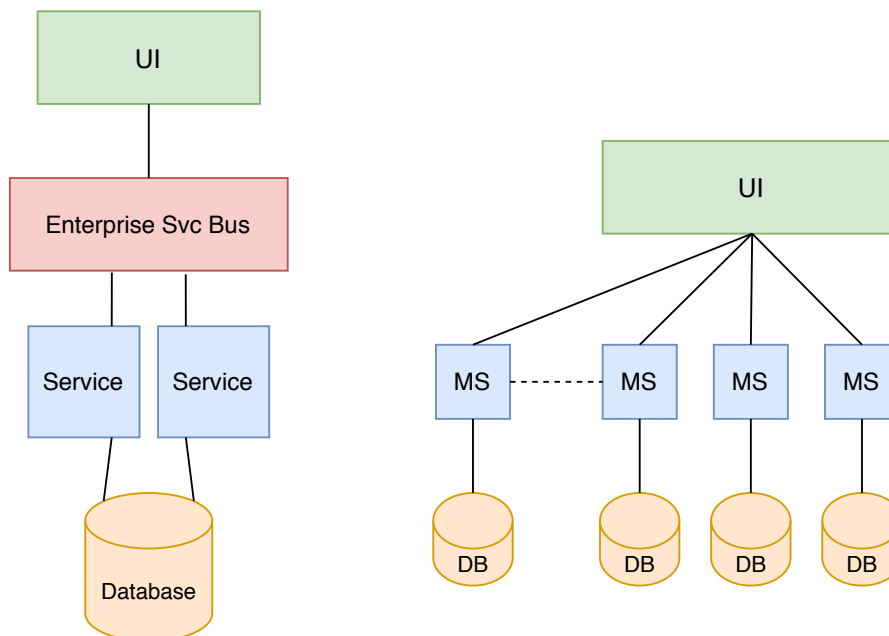 UI
Enterprise Svc Bus
Service Service
Database
UI
MS MS MS MS
DB DB DB DB